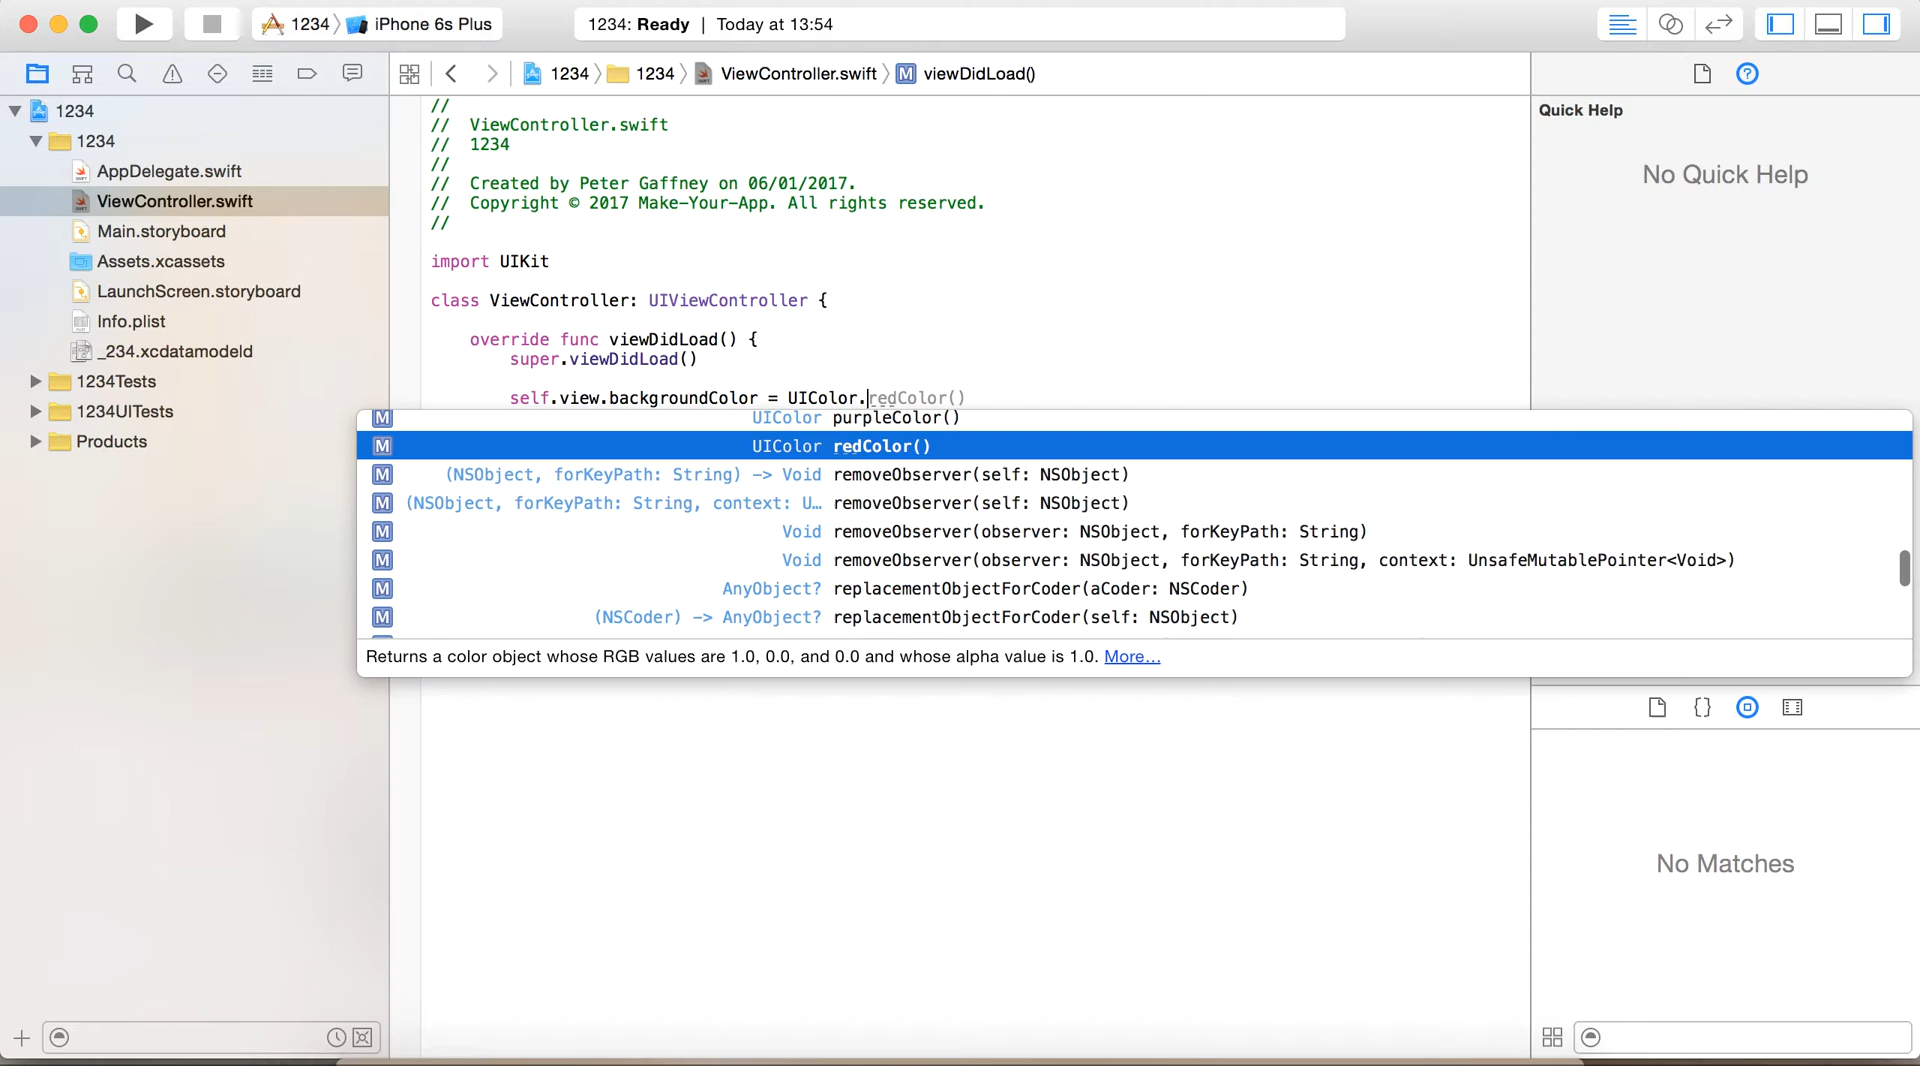 1234 iPhone 6s Plus
1234: Ready | Today at 13:54
1234 1234 ViewController.swift M viewDidLoad()
1234
1234
AppDelegate.swift
ViewController.swift
Main.storyboard
Assets.xcassets
LaunchScreen.storyboard
Info.plist
_234.xcdatamodeld
1234Tests
1234UITests
Products
//
// ViewController.swift
// 1234
//
// Created by Peter Gaffney on 06/01/2017.
// Copyright © 2017 Make-Your-App. All rights reserved.
//
import UIKit
class ViewController: UIViewController {
override func viewDidLoad() {
super.viewDidLoad()
self.view.backgroundColor = UIColor.redColor()
M UIColor purpleColor()
M UIColor redColor()
M (NSObject, forKeyPath: String) -> Void removeObserver(self: NSObject)
M (NSObject, forKeyPath: String, context: U… removeObserver(self: NSObject)
M Void removeObserver(observer: NSObject, forKeyPath: String)
M Void removeObserver(observer: NSObject, forKeyPath: String, context: UnsafeMutablePointer<Void>)
M AnyObject? replacementObjectForCoder(aCoder: NSCoder)
M (NSCoder) -> AnyObject? replacementObjectForCoder(self: NSObject)
Returns a color object whose RGB values are 1.0, 0.0, and 0.0 and whose alpha value is 1.0. More…
Quick Help
No Quick Help
No Matches